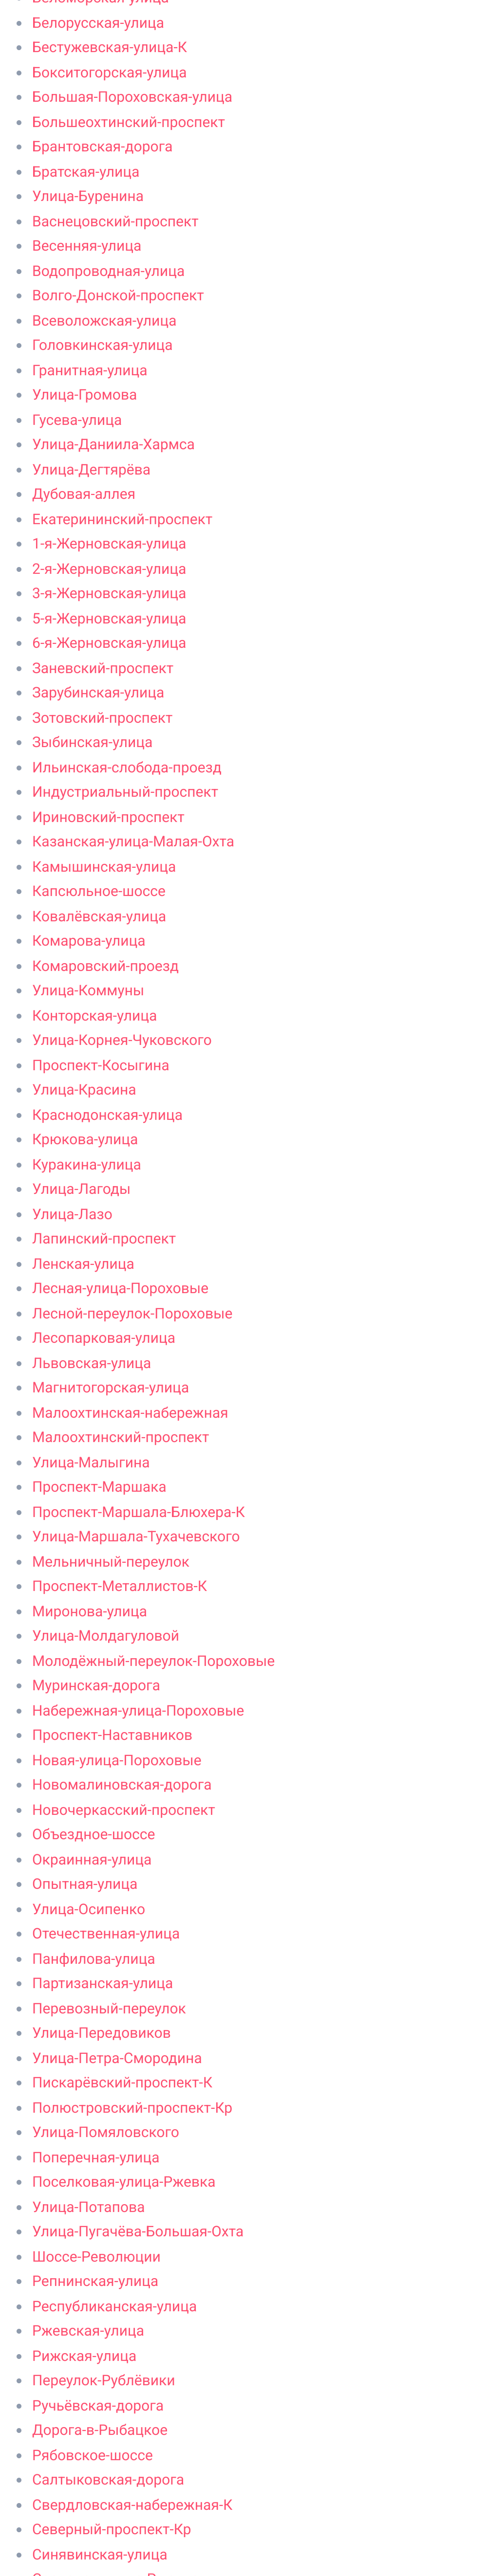 Белорусская-улица
Бестужевская-улица-К
Бокситогорская-улица
Большая-Пороховская-улица
Большеохтинский-проспект
Брантовская-дорога
Братская-улица
Улица-Буренина
Васнецовский-проспект
Весенняя-улица
Водопроводная-улица
Волго-Донской-проспект
Всеволожская-улица
Головкинская-улица
Гранитная-улица
Улица-Громова
Гусева-улица
Улица-Даниила-Хармса
Улица-Дегтярёва
Дубовая-аллея
Екатерининский-проспект
1-я-Жерновская-улица
2-я-Жерновская-улица
3-я-Жерновская-улица
5-я-Жерновская-улица
6-я-Жерновская-улица
Заневский-проспект
Зарубинская-улица
Зотовский-проспект
Зыбинская-улица
Ильинская-слобода-проезд
Индустриальный-проспект
Ириновский-проспект
Казанская-улица-Малая-Охта
Камышинская-улица
Капсюльное-шоссе
Ковалёвская-улица
Комарова-улица
Комаровский-проезд
Улица-Коммуны
Конторская-улица
Улица-Корнея-Чуковского
Проспект-Косыгина
Улица-Красина
Краснодонская-улица
Крюкова-улица
Куракина-улица
Улица-Лагоды
Улица-Лазо
Лапинский-проспект
Ленская-улица
Лесная-улица-Пороховые
Лесной-переулок-Пороховые
Лесопарковая-улица
Львовская-улица
Магнитогорская-улица
Малоохтинская-набережная
Малоохтинский-проспект
Улица-Малыгина
Проспект-Маршака
Проспект-Маршала-Блюхера-К
Улица-Маршала-Тухачевского
Мельничный-переулок
Проспект-Металлистов-К
Миронова-улица
Улица-Молдагуловой
Молодёжный-переулок-Пороховые
Муринская-дорога
Набережная-улица-Пороховые
Проспект-Наставников
Новая-улица-Пороховые
Новомалиновская-дорога
Новочеркасский-проспект
Объездное-шоссе
Окраинная-улица
Опытная-улица
Улица-Осипенко
Отечественная-улица
Панфилова-улица
Партизанская-улица
Перевозный-переулок
Улица-Передовиков
Улица-Петра-Смородина
Пискарёвский-проспект-К
Полюстровский-проспект-Кр
Улица-Помяловского
Поперечная-улица
Поселковая-улица-Ржевка
Улица-Потапова
Улица-Пугачёва-Большая-Охта
Шоссе-Революции
Репнинская-улица
Республиканская-улица
Ржевская-улица
Рижская-улица
Переулок-Рублёвики
Ручьёвская-дорога
Дорога-в-Рыбацкое
Рябовское-шоссе
Салтыковская-дорога
Свердловская-набережная-К
Северный-проспект-Кр
Синявинская-улица